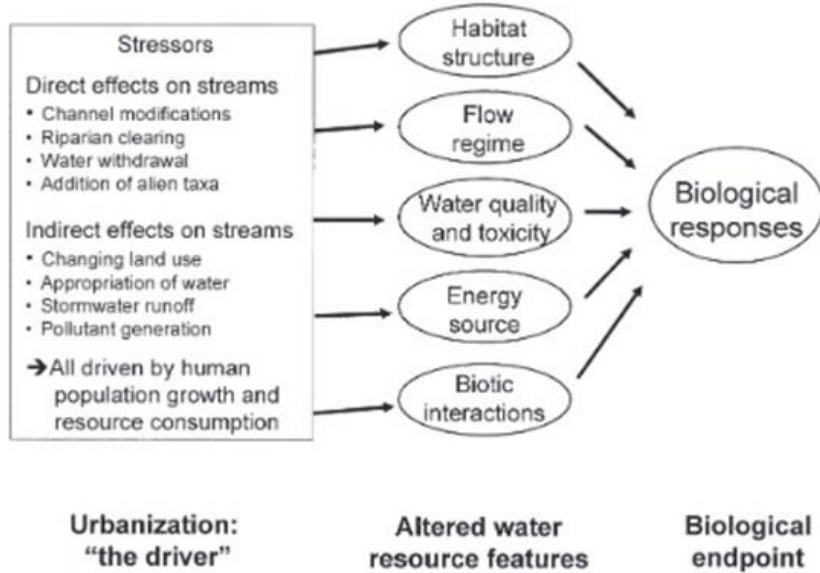 Stressors
Direct effects on streams
• Channel modifications
• Riparian clearing
• Water withdrawal
• Addition of alien taxa
Indirect effects on streams
• Changing land use
• Appropriation of water
• Stormwater runoff
• Pollutant generation
➔All driven by human
population growth and
resource consumption
Habitat
structure
Flow
regime
Water quality
and toxicity
Energy
source
Biotic
interactions
Biological
responses
Urbanization:
“the driver”
Altered water
resource features
Biological
endpoint